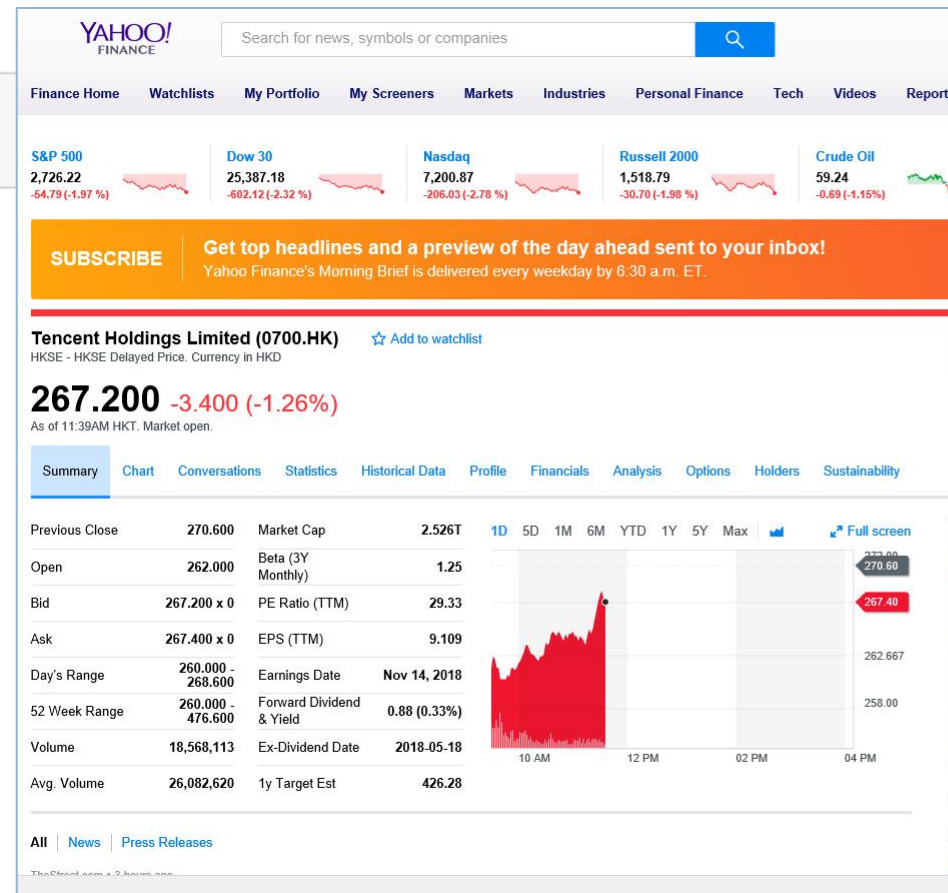 YAHOO!
FINANCE
Search for news, symbols or companies
Finance Home Watchlists My Portfolio My Screeners Markets Industries Personal Finance Tech Videos Report
S&P 500
2,726.22
-54.79 (-1.97 %)
Dow 30
25,387.18
-602.12 (-2.32 %)
Nasdaq
7,200.87
-206.03 (-2.78 %)
Russell 2000
1,518.79
-30.70 (-1.98 %)
Crude Oil
59.24
-0.69 (-1.15%)
SUBSCRIBE
Get top headlines and a preview of the day ahead sent to your inbox!
Yahoo Finance's Morning Brief is delivered every weekday by 6:30 a.m. ET.
Tencent Holdings Limited (0700.HK) Add to watchlist
HKSE - HKSE Delayed Price. Currency in HKD
267.200 -3.400 (-1.26%)
As of 11:39AM HKT. Market open.
Summary Chart Conversations Statistics Historical Data Profile Financials Analysis Options Holders Sustainability
Previous Close 270.600
Open 262.000
Bid 267.200 x 0
Ask 267.400 x 0
Day's Range 260.000 -
268.600
52 Week Range 260.000 -
476.600
Volume 18,568,113
Avg. Volume 26,082,620
Market Cap 2.526T
Beta (3Y
Monthly) 1.25
PE Ratio (TTM) 29.33
EPS (TTM) 9.109
Earnings Date Nov 14, 2018
Forward Dividend
& Yield 0.88 (0.33%)
Ex-Dividend Date 2018-05-18
1y Target Est 426.28
1D 5D 1M 6M YTD 1Y 5Y Max Full screen
270.60
267.40
262.667
258.00
10 AM 12 PM 02 PM 04 PM
All News Press Releases